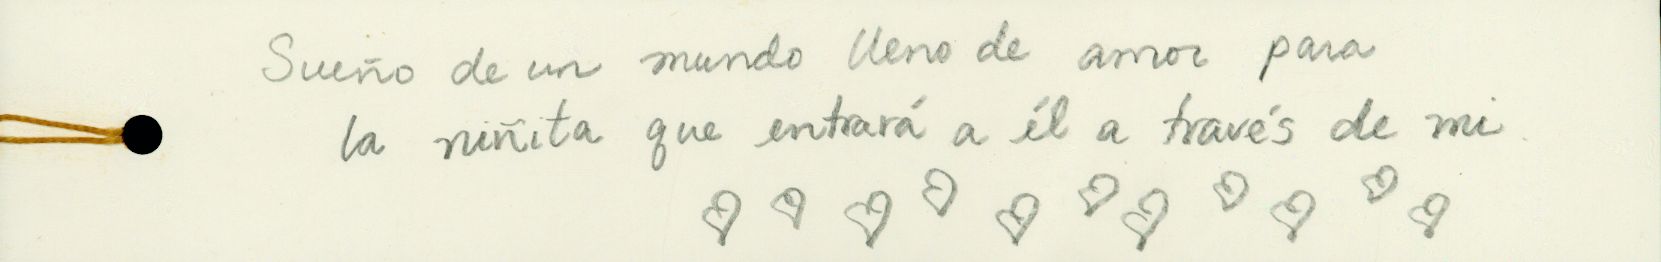 Sueño de un mundo lleno de amor para
la niñita que entrará a él a través de mi